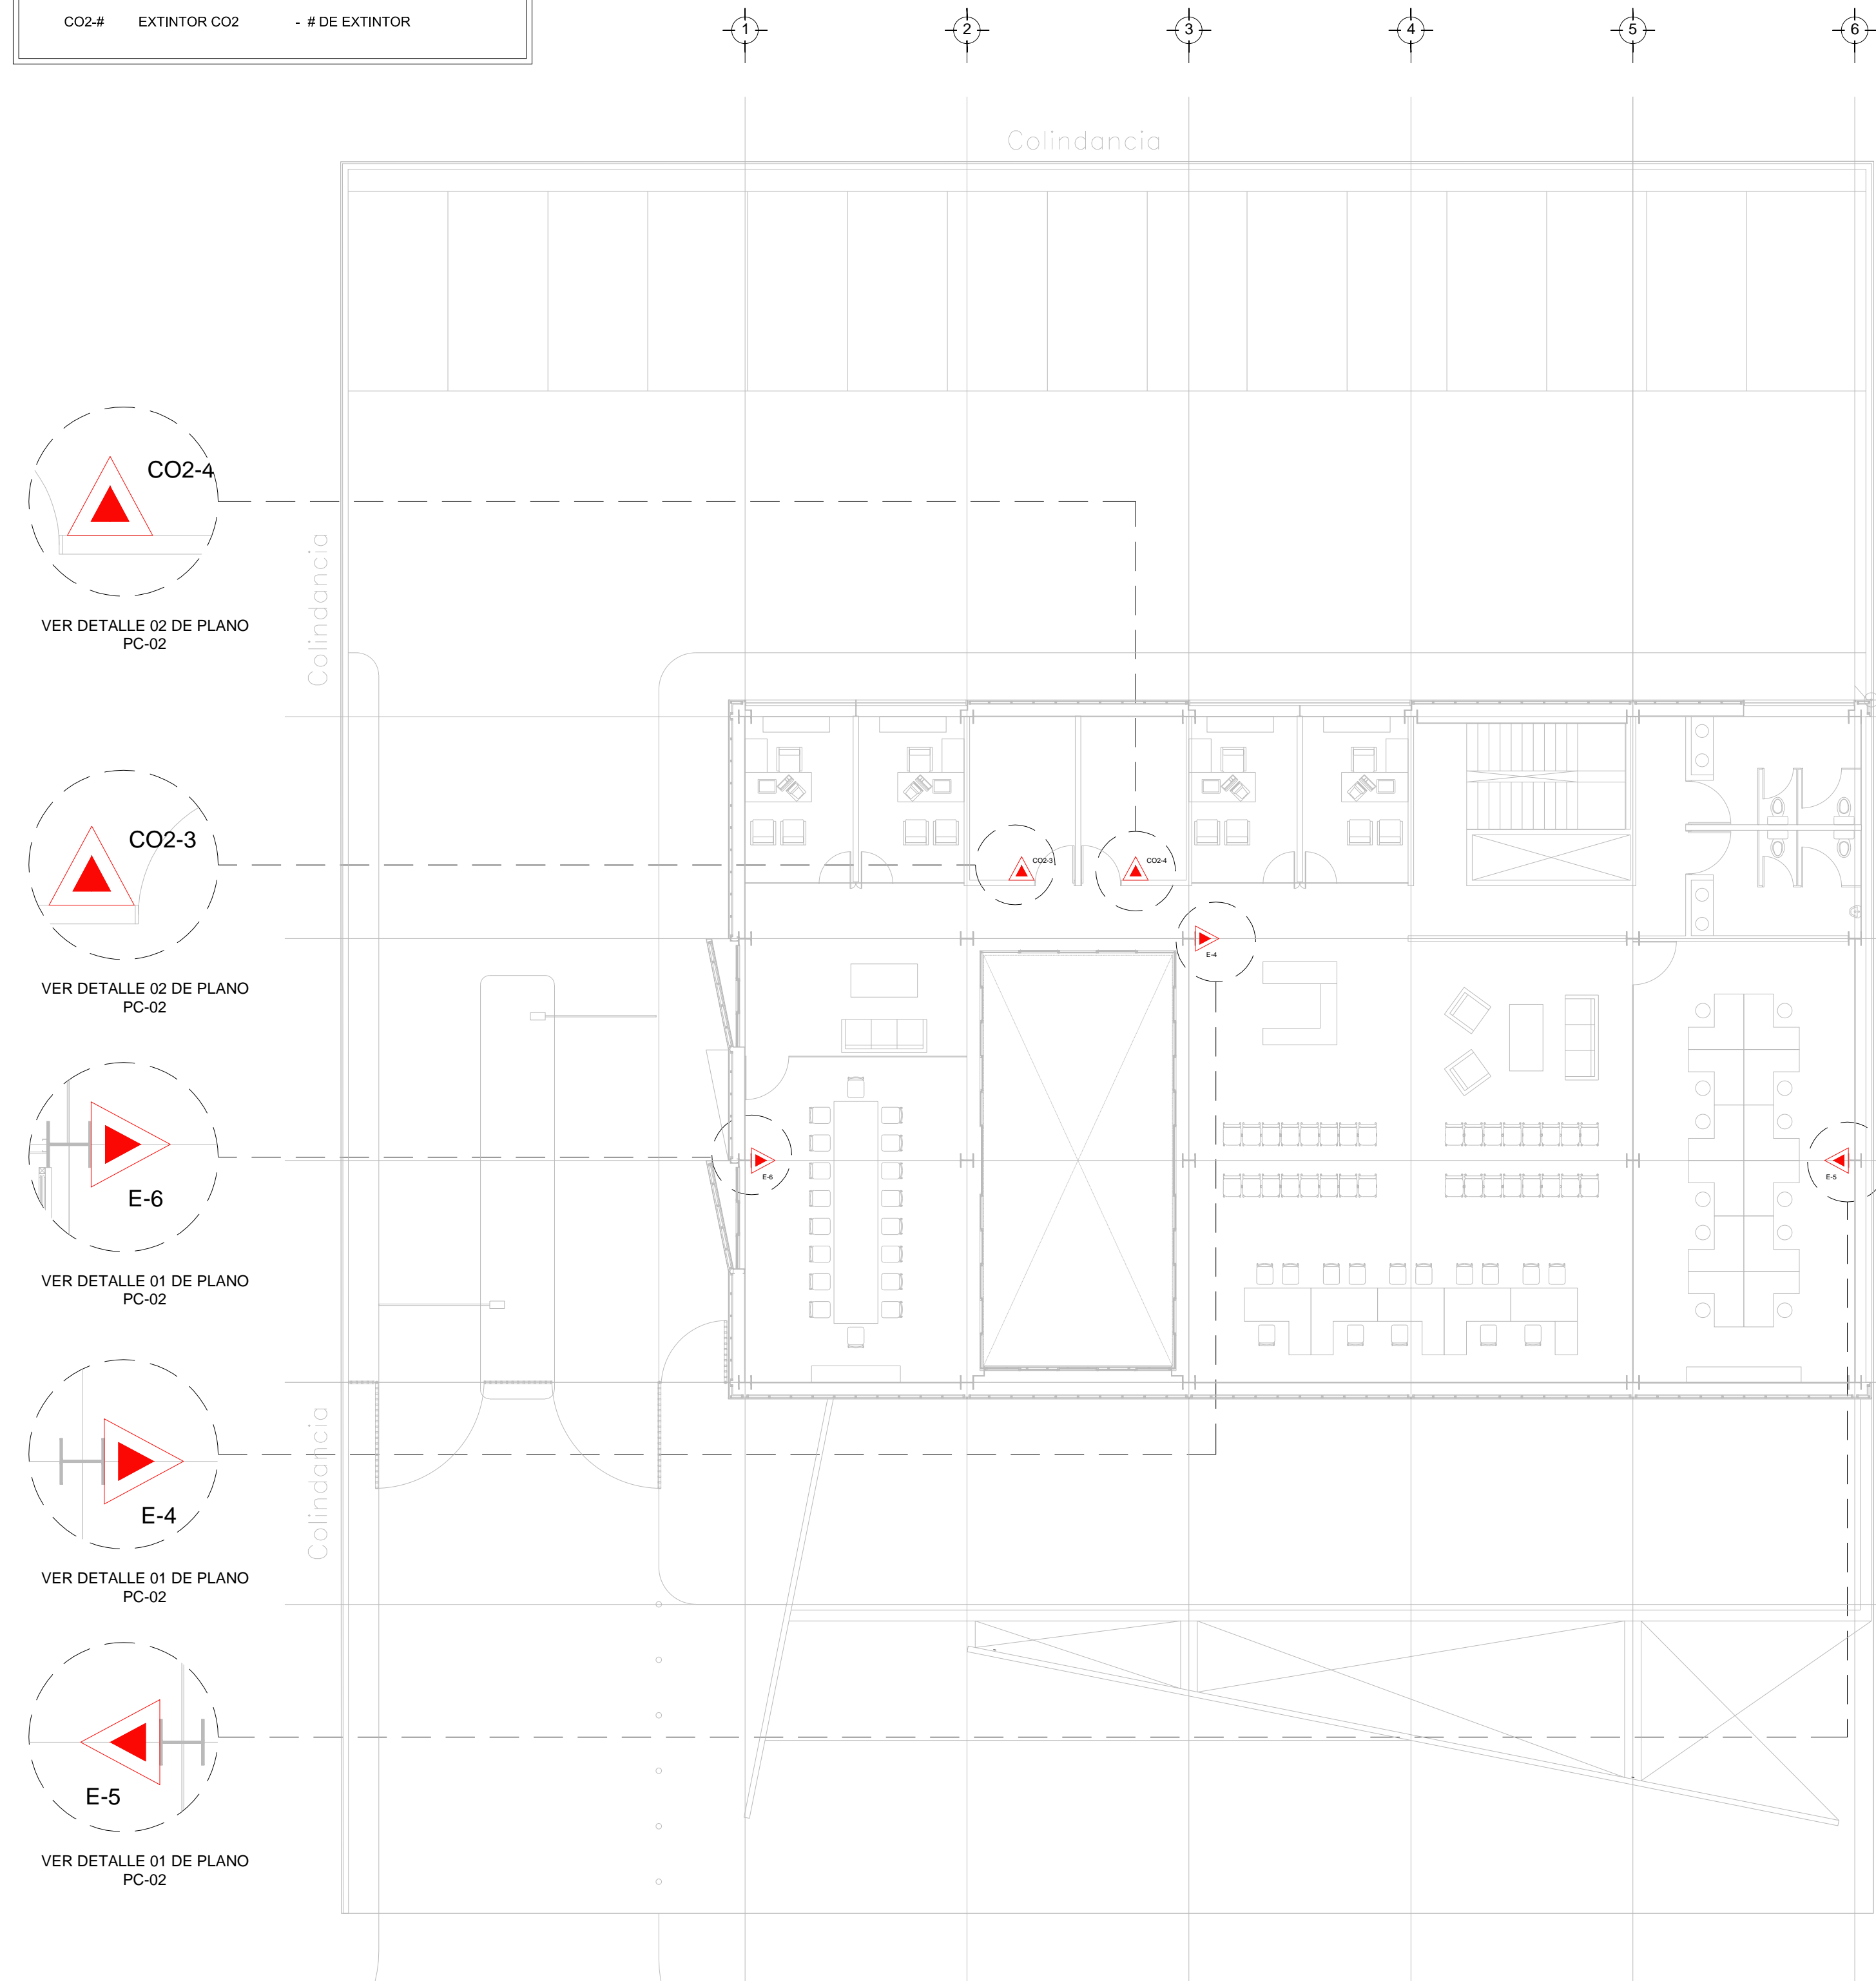 CO2-# EXTINTOR CO2 - # DE EXTINTOR
1 2 3 4 5 6
Colindancia
CO2-4
VER DETALLE 02 DE PLANO
PC-02
Colindancia
CO2-3
VER DETALLE 02 DE PLANO
PC-02
CO2-3
CO2-4
E-4
E-6
VER DETALLE 01 DE PLANO
PC-02
E-6
E-5
E-4
VER DETALLE 01 DE PLANO
PC-02
Colindancia
E-5
VER DETALLE 01 DE PLANO
PC-02